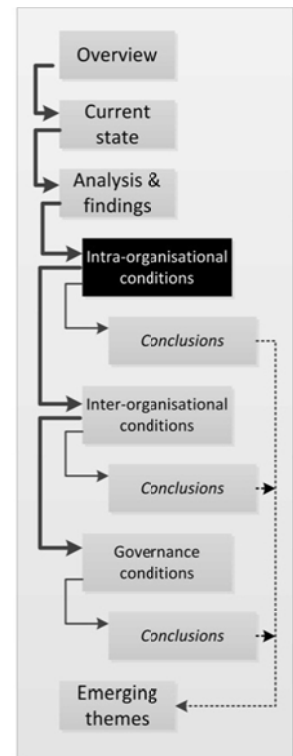 Overview
Current
state
Analysis &
findings
Intra-organisational
conditions
Conclusions
Inter-organisational
conditions
Conclusions
Governance
conditions
Conclusions
Emerging
themes